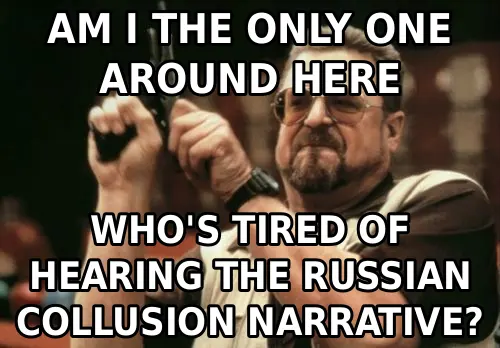 AM I THE ONLY ONE
AROUND HERE
WHO'S TIRED OF
HEARING THE RUSSIAN
COLLUSION NARRATIVE?